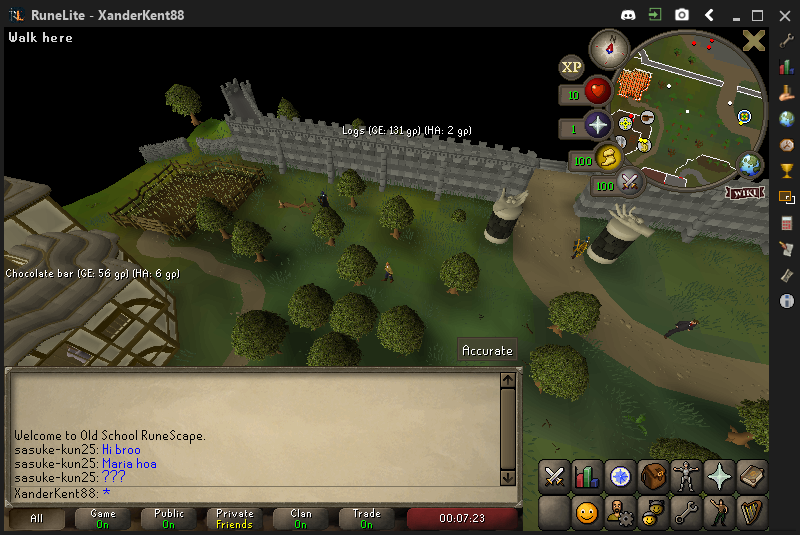 RuneLite - XanderKent88
Walk here
XP
10
Logs (GE: 131 gp) (HA: 2 gp)
1
100
100
WIKI
Chocolate bar (GE: 56 gp) (HA: 6 gp)
Accurate
Welcome to Old School RuneScape.
sasuke-kun25: Hi broo
sasuke-kun25: Maria hoa
sasuke-kun25: ???
XanderKent88: *
All
Game
On
Public
On
Private
Friends
Clan
On
Trade
On
00:07:23